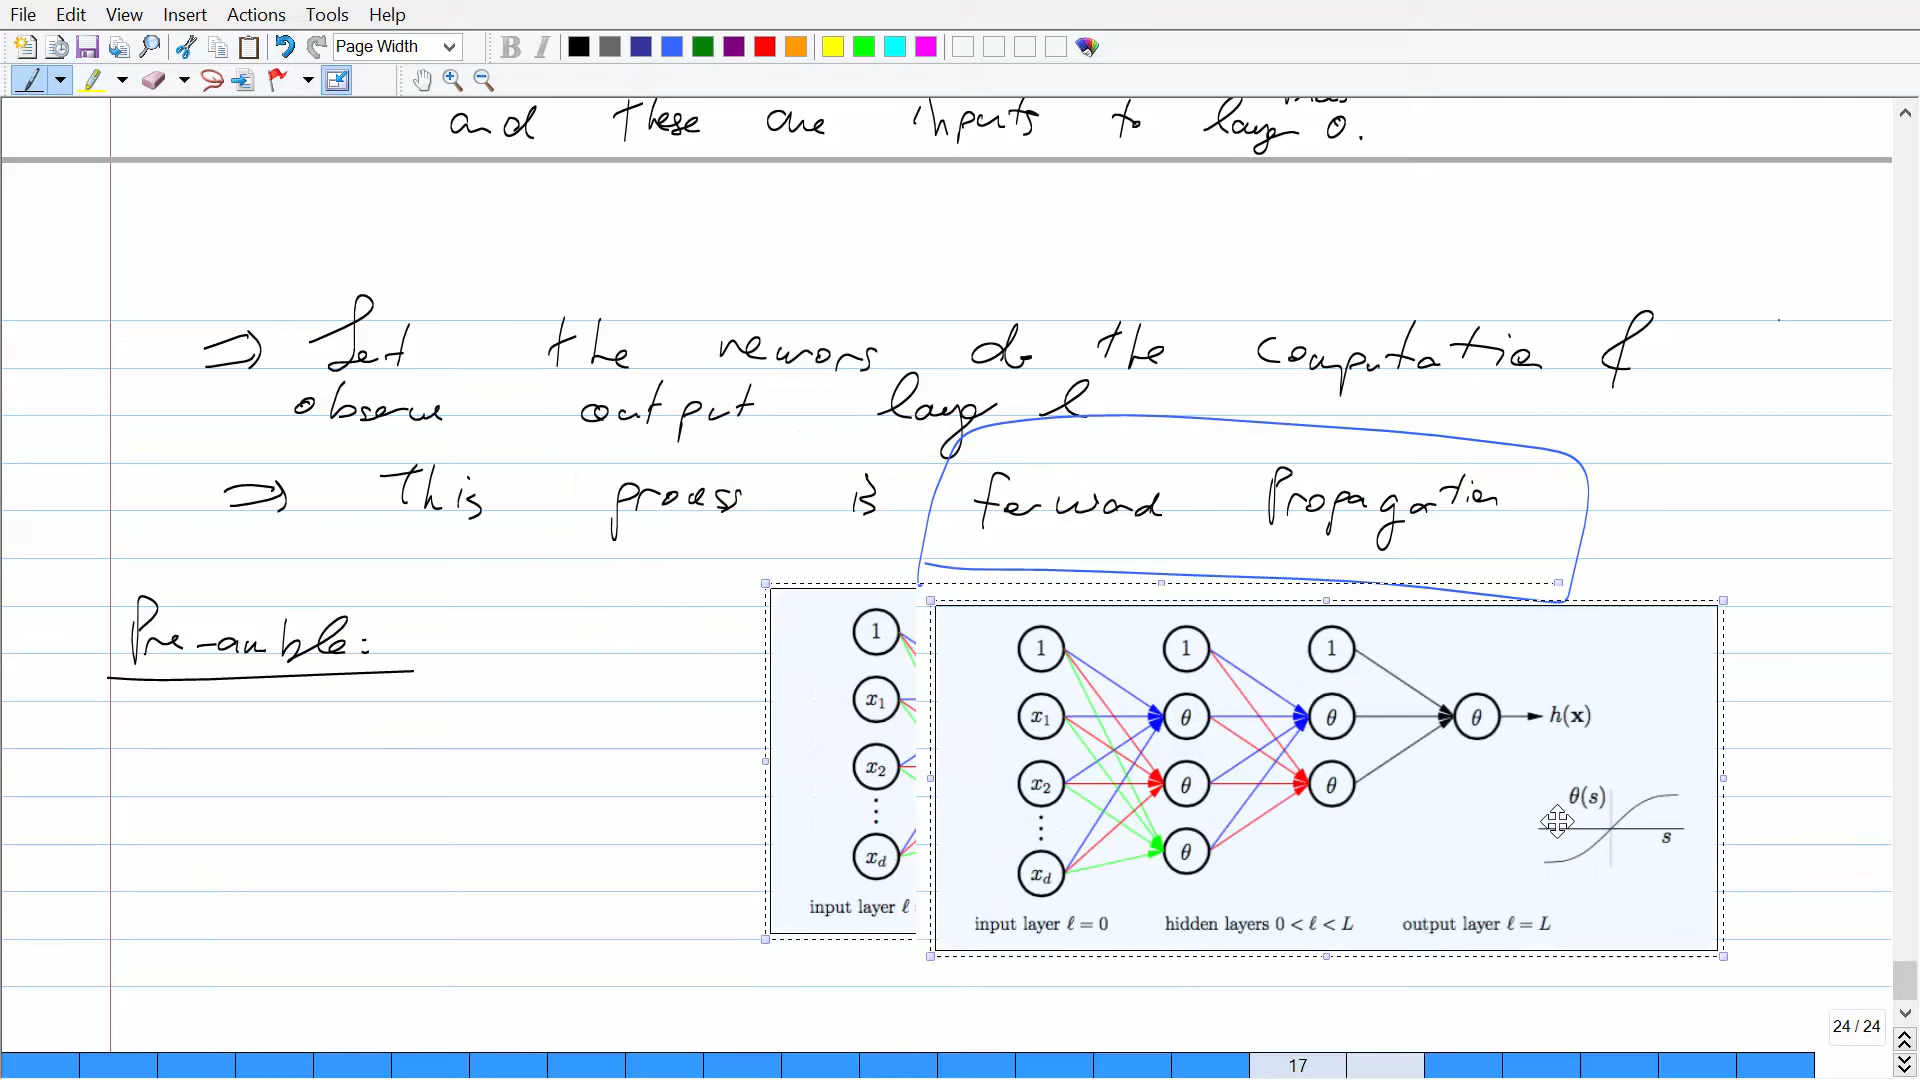 File Edit View Insert Actions Tools Help
Page Width
B I
and these are inputs to layer 0.
⇒ Let the neurons do the computation &
observe output layer l
⇒ This process is forward Propagation
Pre-amble:
1
x1
x2
xd
input layer ℓ
1 1 1
x1 θ θ θ h(x)
x2 θ θ
θ(s)
s
θ
xd
input layer ℓ = 0 hidden layers 0 < ℓ < L output layer ℓ = L
24 / 24
17